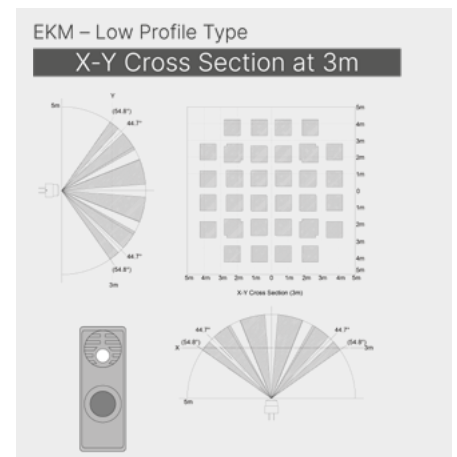 EKM – Low Profile Type
X-Y Cross Section at 3m
Y
5m
(54.8°)
44.7°
44.7°
(54.8°)
3m
5m
4m
3m
2m
1m
0
1m
2m
3m
4m
5m
5m 4m 3m 2m 1m 0 1m 2m 3m 4m 5m
X-Y Cross Section (3m)
44.7° 44.7°
(54.8°) (54.8°)
X 3m
5m